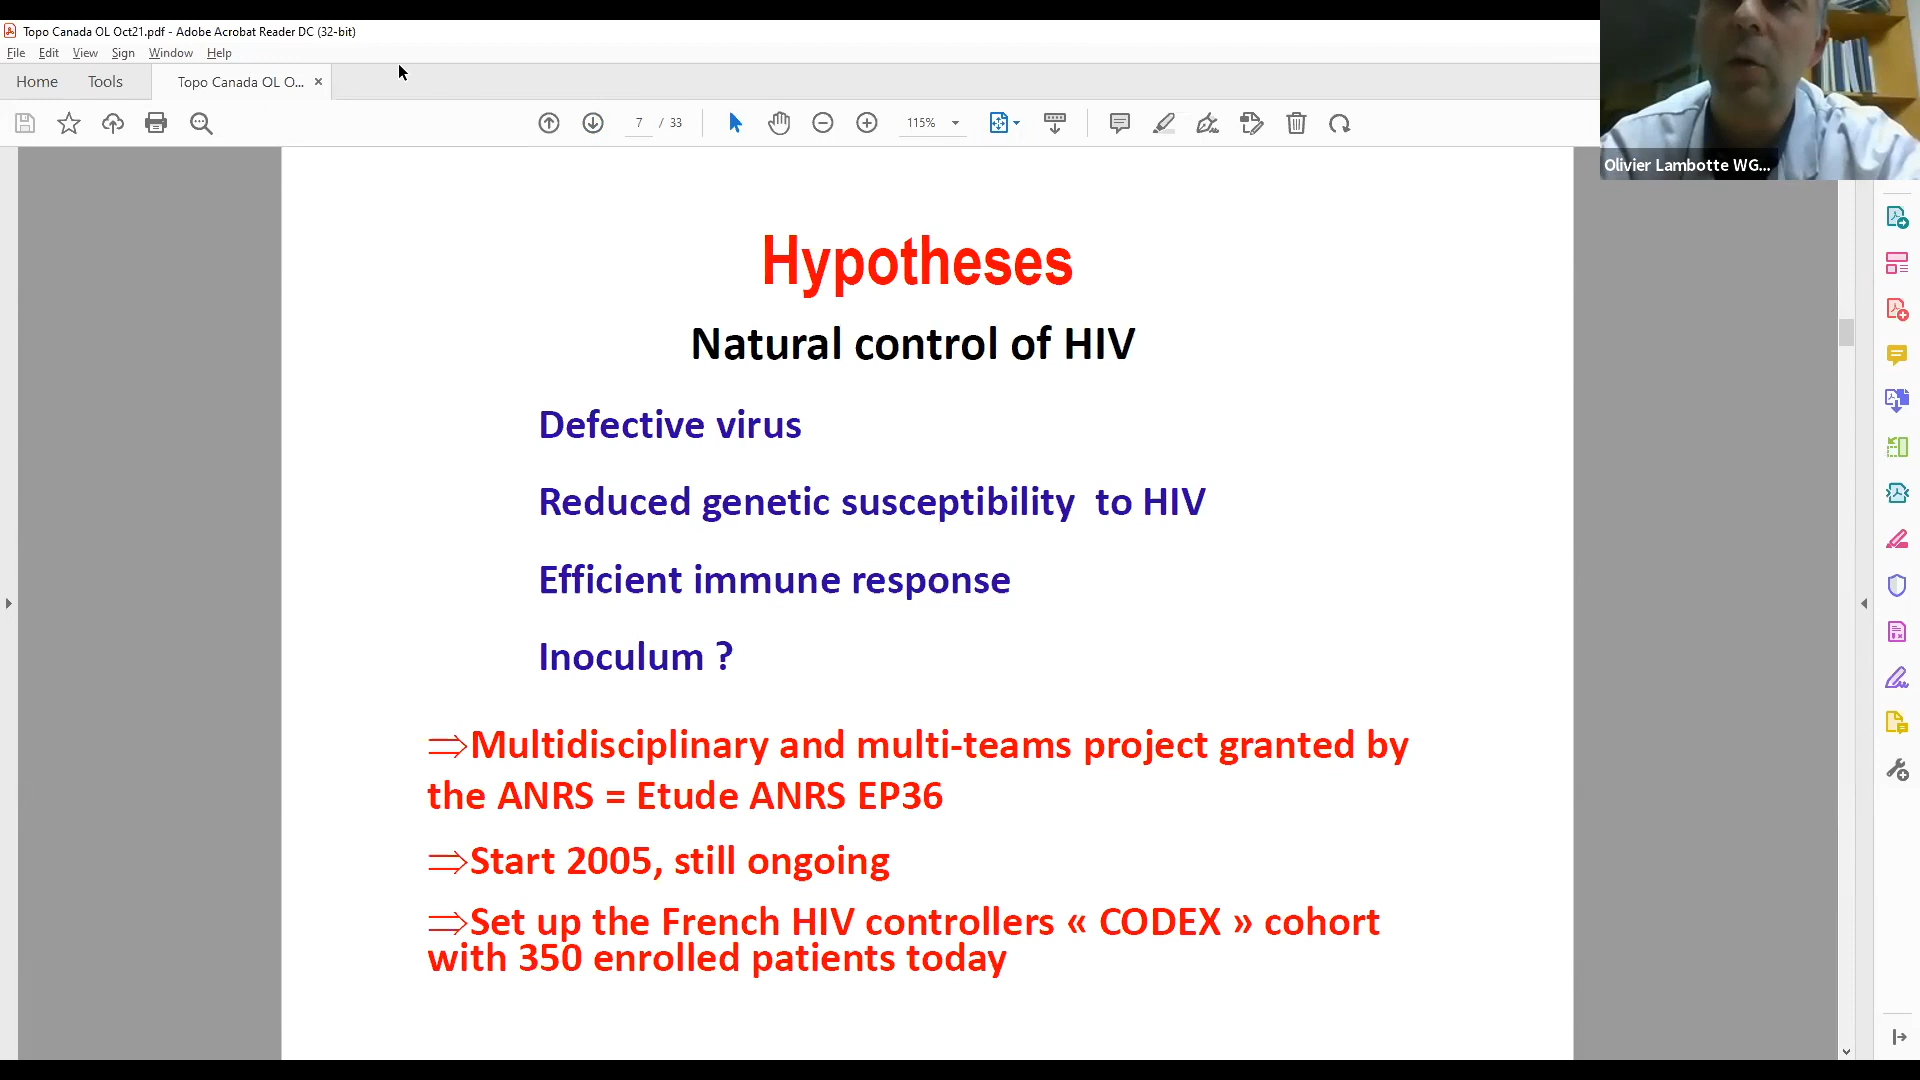 Topo Canada OL Oct21.pdf - Adobe Acrobat Reader DC (32-bit)
File Edit View Sign Window Help
Home Tools Topo Canada OL O... ×
7 / 33 115%
Olivier Lambotte WG...
Hypotheses
Natural control of HIV
Defective virus
Reduced genetic susceptibility to HIV
Efficient immune response
Inoculum ?
⇒Multidisciplinary and multi-teams project granted by
the ANRS = Etude ANRS EP36
⇒Start 2005, still ongoing
⇒Set up the French HIV controllers « CODEX » cohort
with 350 enrolled patients today